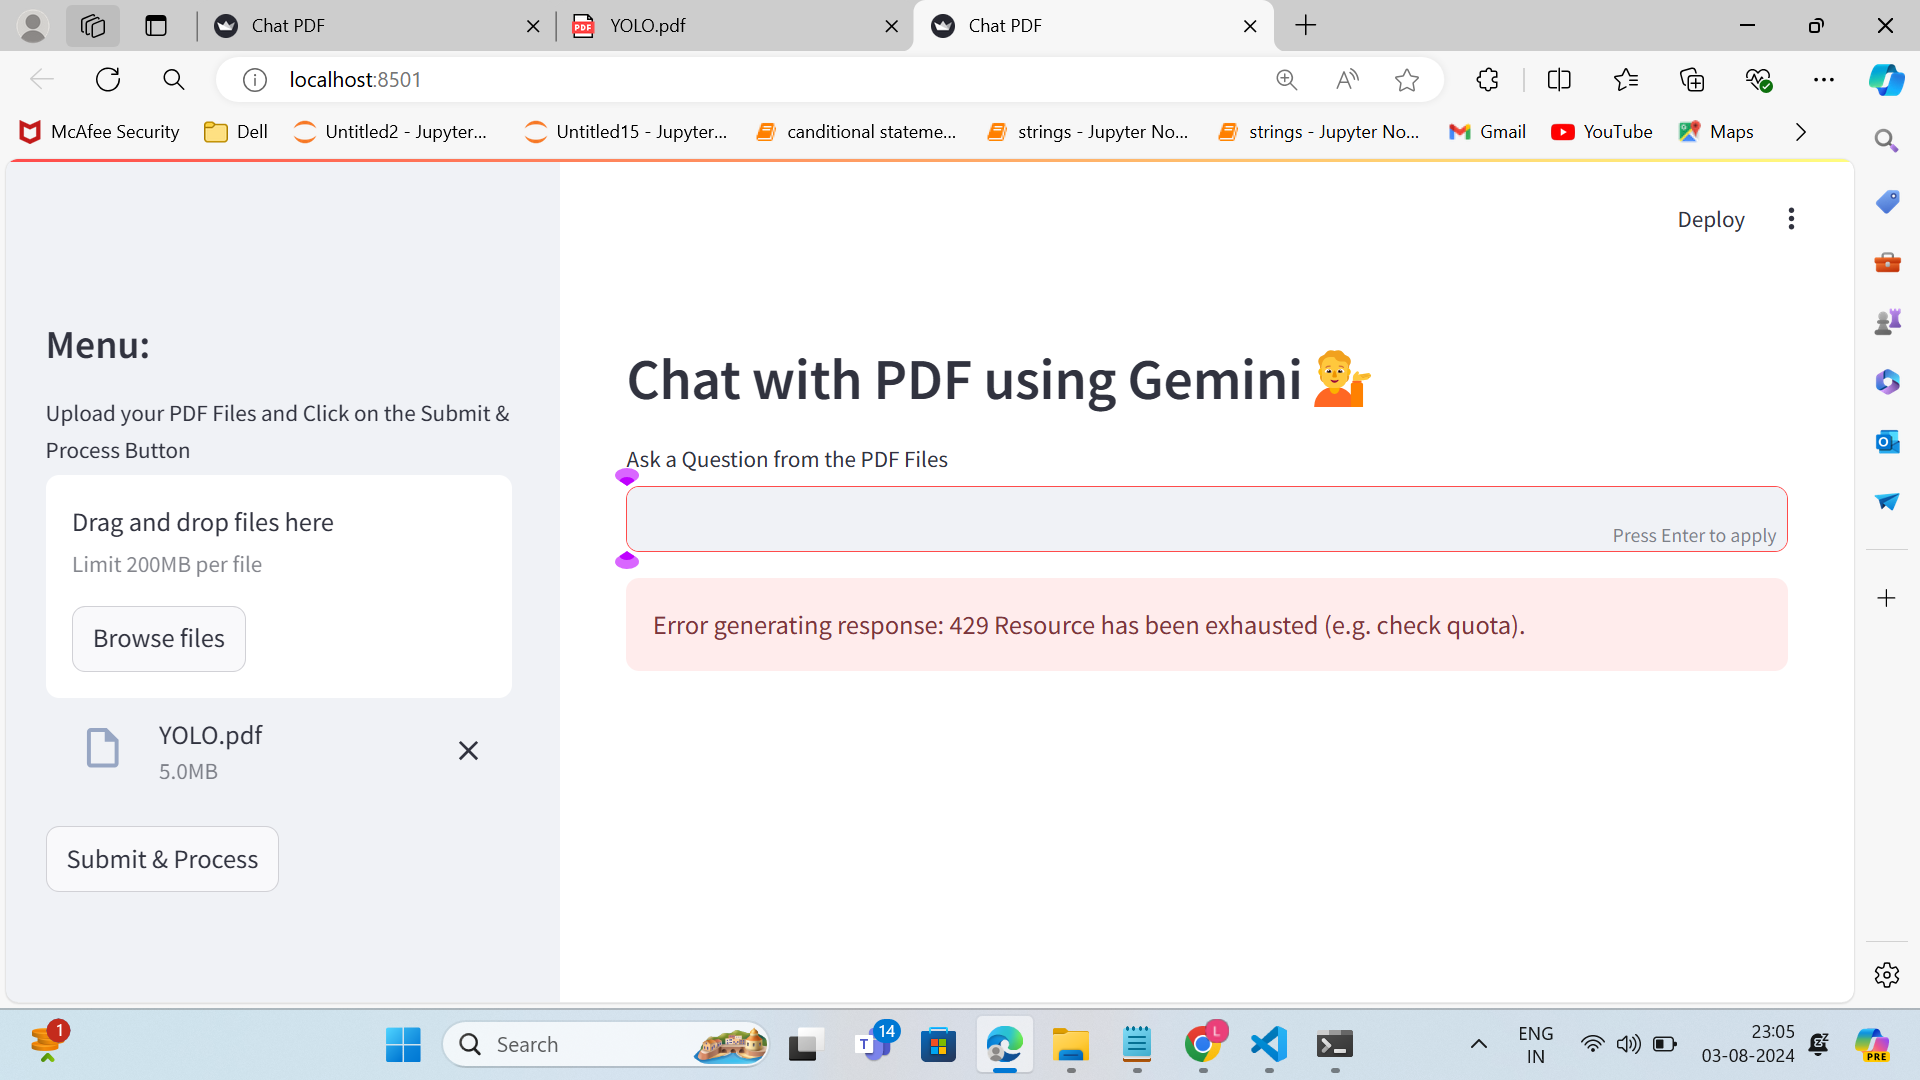 Chat PDF
YOLO.pdf
Chat PDF
localhost:8501
McAfee Security
Dell
Untitled2 - Jupyter...
Untitled15 - Jupyter...
canditional stateme...
strings - Jupyter No...
strings - Jupyter No...
Gmail
YouTube
Maps
Deploy
Menu:
Upload your PDF Files and Click on the Submit &
Process Button
Drag and drop files here
Limit 200MB per file
Browse files
YOLO.pdf
5.0MB
Submit & Process
Chat with PDF using Gemini
Ask a Question from the PDF Files
Press Enter to apply
Error generating response: 429 Resource has been exhausted (e.g. check quota).
1
Search
14
L
ENG
IN
23:05
03-08-2024
PRE